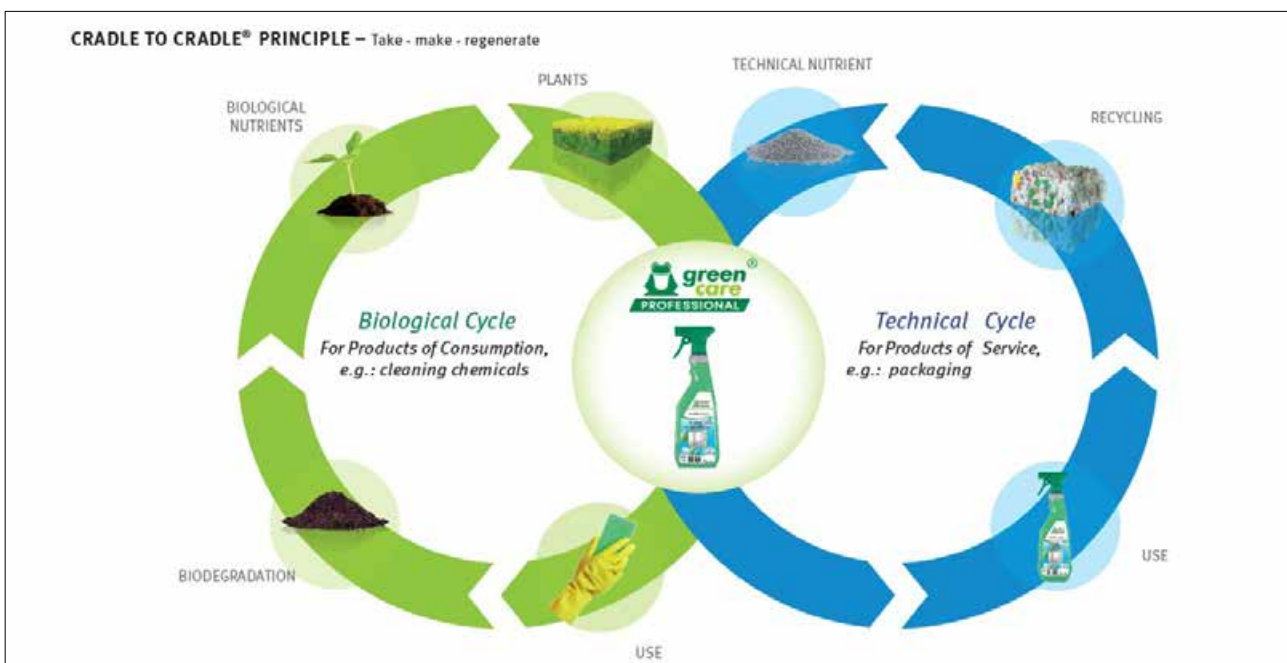 CRADLE TO CRADLE® PRINCIPLE – Take - make - regenerate
PLANTS
TECHNICAL NUTRIENT
BIOLOGICAL
NUTRIENTS
RECYCLING
green ®
care
PROFESSIONAL
Biological Cycle
For Products of Consumption,
e.g.: cleaning chemicals
Technical Cycle
For Products of Service,
e.g.: packaging
BIODEGRADATION
USE
USE